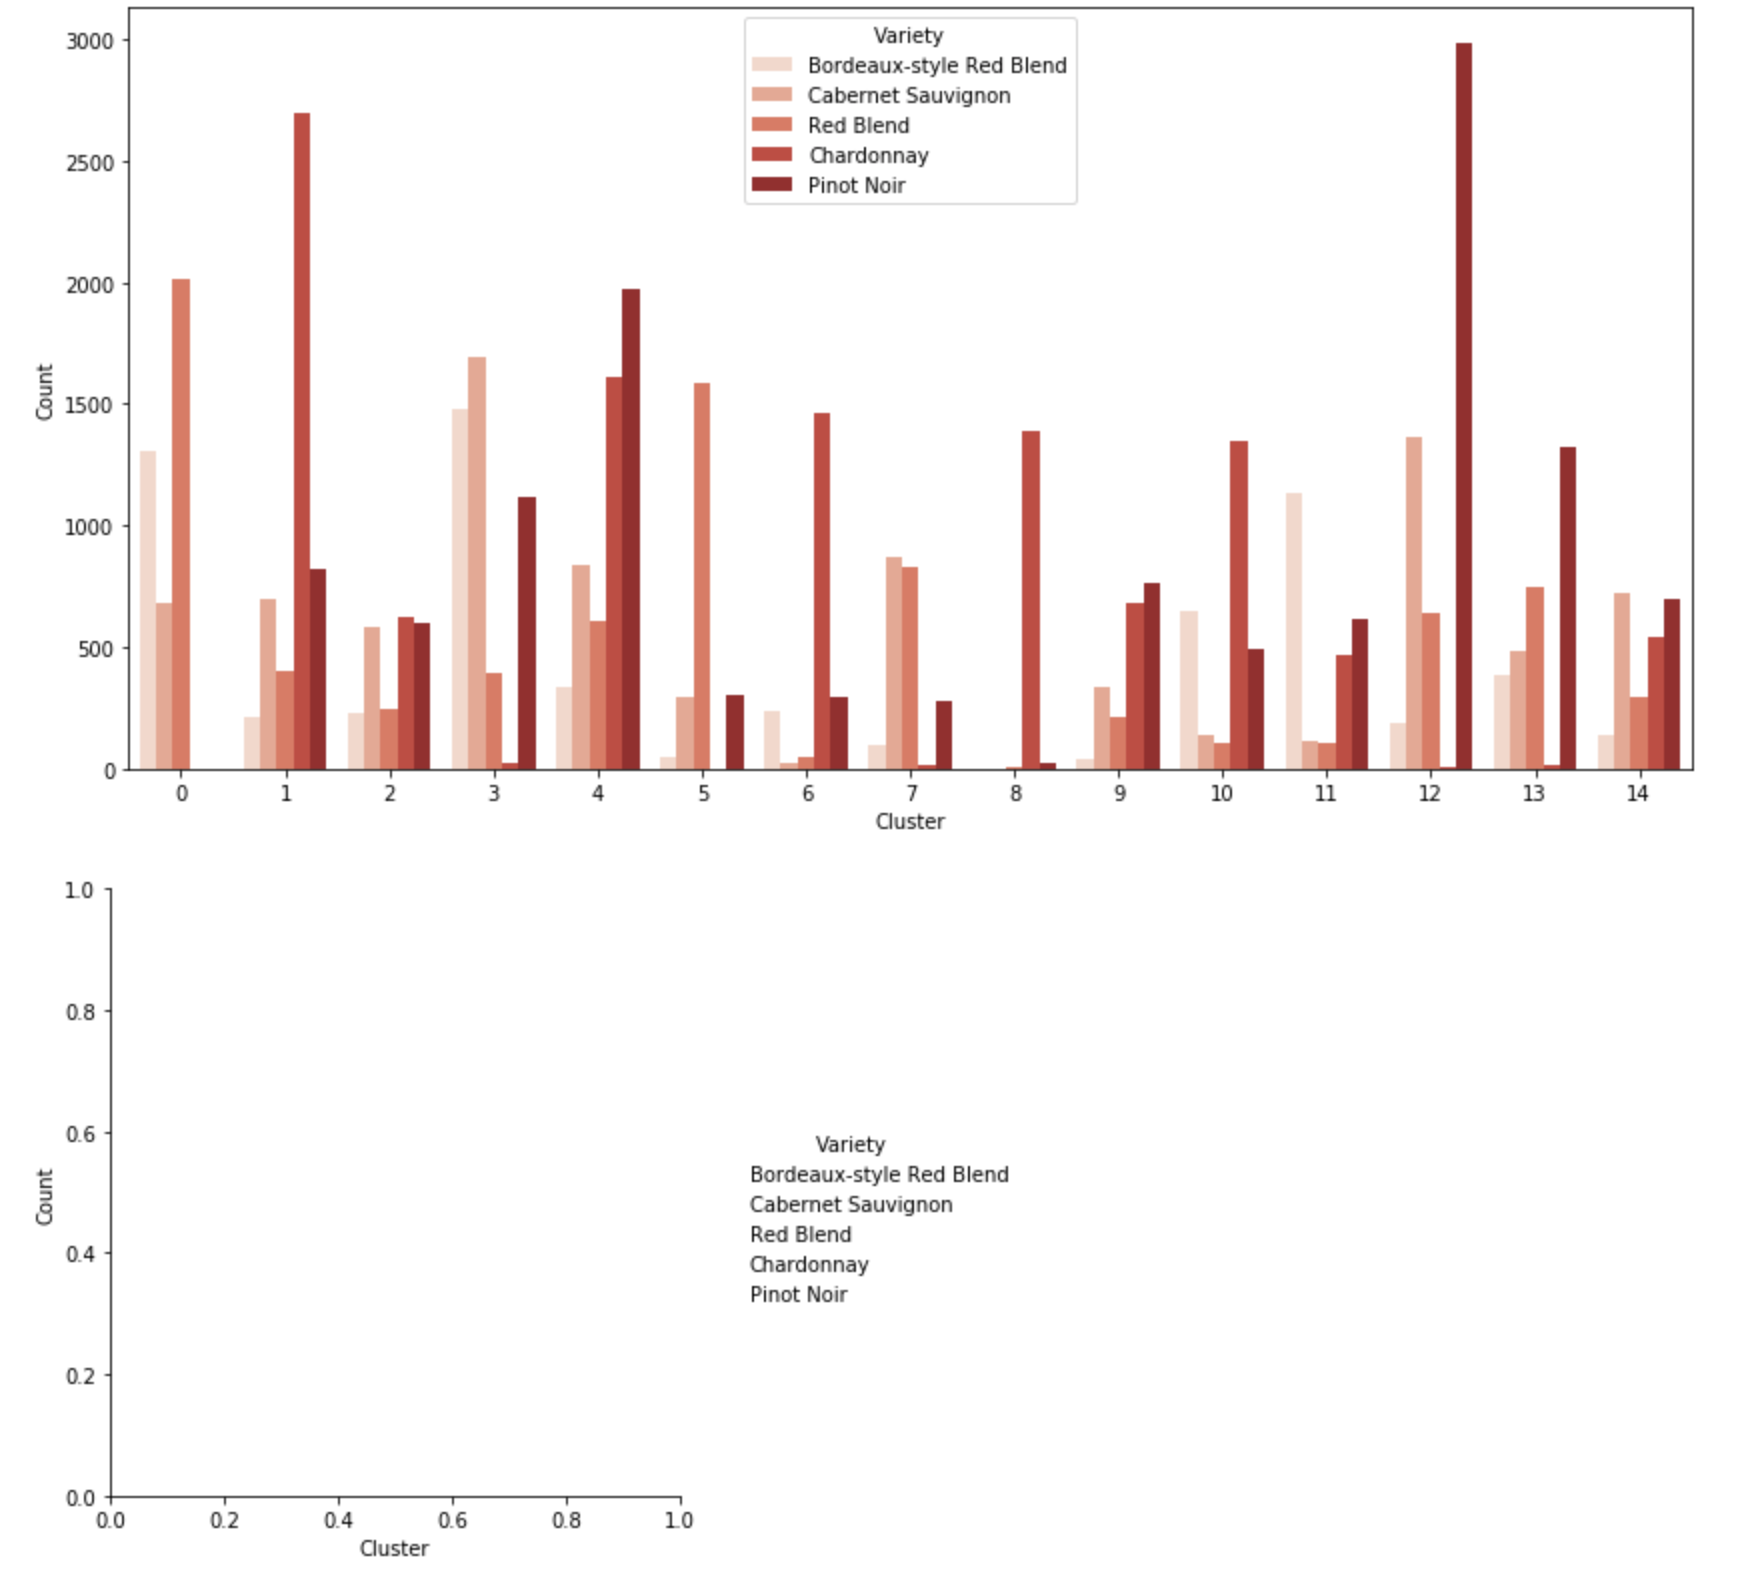 3000
2500
2000
1500
1000
500
0
Count
Variety
Bordeaux-style Red Blend
Cabernet Sauvignon
Red Blend
Chardonnay
Pinot Noir
0 1 2 3 4 5 6 7 8 9 10 11 12 13 14
Cluster
1.0
0.8
0.6
0.4
0.2
0.0
Count
Variety
Bordeaux-style Red Blend
Cabernet Sauvignon
Red Blend
Chardonnay
Pinot Noir
0.0 0.2 0.4 0.6 0.8 1.0
Cluster